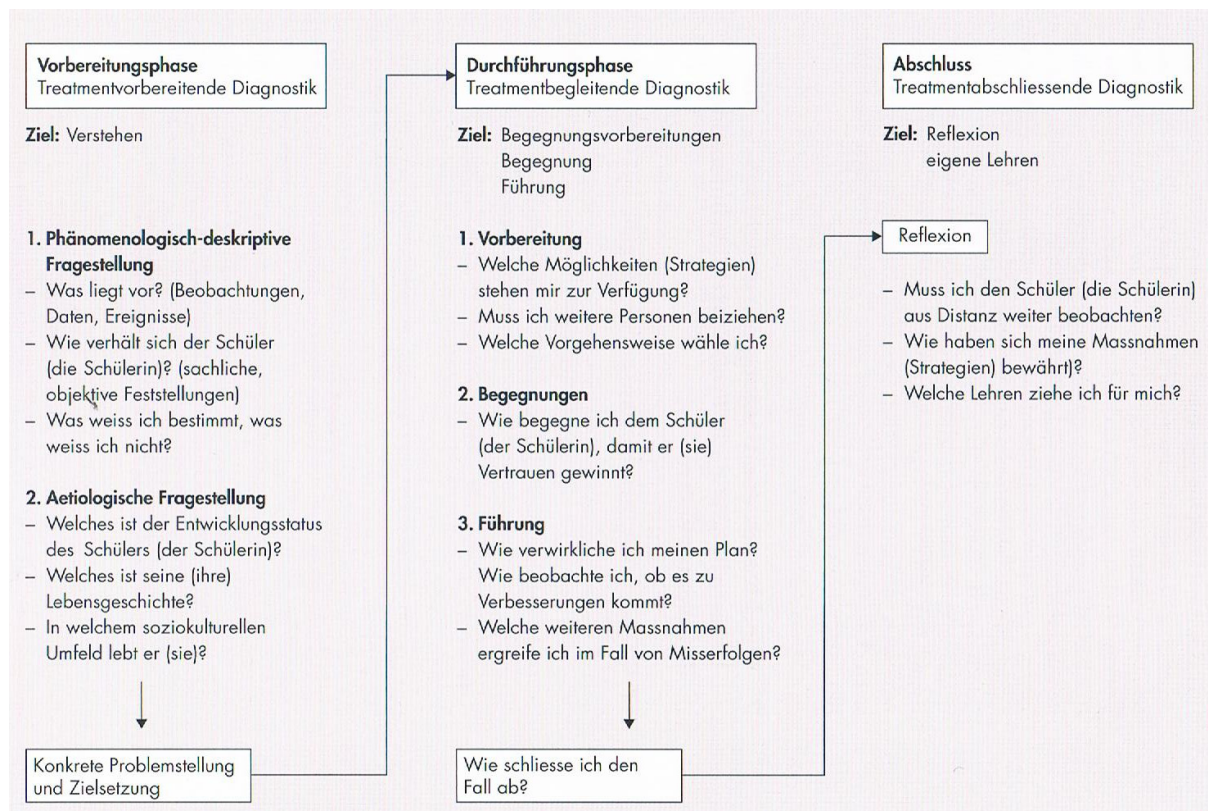 Vorbereitungsphase
Treatmentvorbereitende Diagnostik
Ziel: Verstehen
1. Phänomenologisch-deskriptive
Fragestellung
– Was liegt vor? (Beobachtungen,
Daten, Ereignisse)
– Wie verhält sich der Schüler
(die Schülerin)? (sachliche,
objektive Feststellungen)
– Was weiss ich bestimmt, was
weiss ich nicht?
2. Aetiologische Fragestellung
– Welches ist der Entwicklungsstatus
des Schülers (der Schülerin)?
– Welches ist seine (ihre)
Lebensgeschichte?
– In welchem soziokulturellen
Umfeld lebt er (sie)?
Konkrete Problemstellung
und Zielsetzung
Durchführungsphase
Treatmentbegleitende Diagnostik
Ziel: Begegnungsvorbereitungen
Begegnung
Führung
1. Vorbereitung
– Welche Möglichkeiten (Strategien)
stehen mir zur Verfügung?
– Muss ich weitere Personen beiziehen?
– Welche Vorgehensweise wähle ich?
2. Begegnungen
– Wie begegne ich dem Schüler
(der Schülerin), damit er (sie)
Vertrauen gewinnt?
3. Führung
– Wie verwirkliche ich meinen Plan?
Wie beobachte ich, ob es zu
Verbesserungen kommt?
– Welche weiteren Massnahmen
ergreife ich im Fall von Misserfolgen?
Wie schliesse ich den
Fall ab?
Abschluss
Treatmentabschliessende Diagnostik
Ziel: Reflexion
eigene Lehren
Reflexion
– Muss ich den Schüler (die Schülerin)
aus Distanz weiter beobachten?
– Wie haben sich meine Massnahmen
(Strategien) bewährt)?
– Welche Lehren ziehe ich für mich?